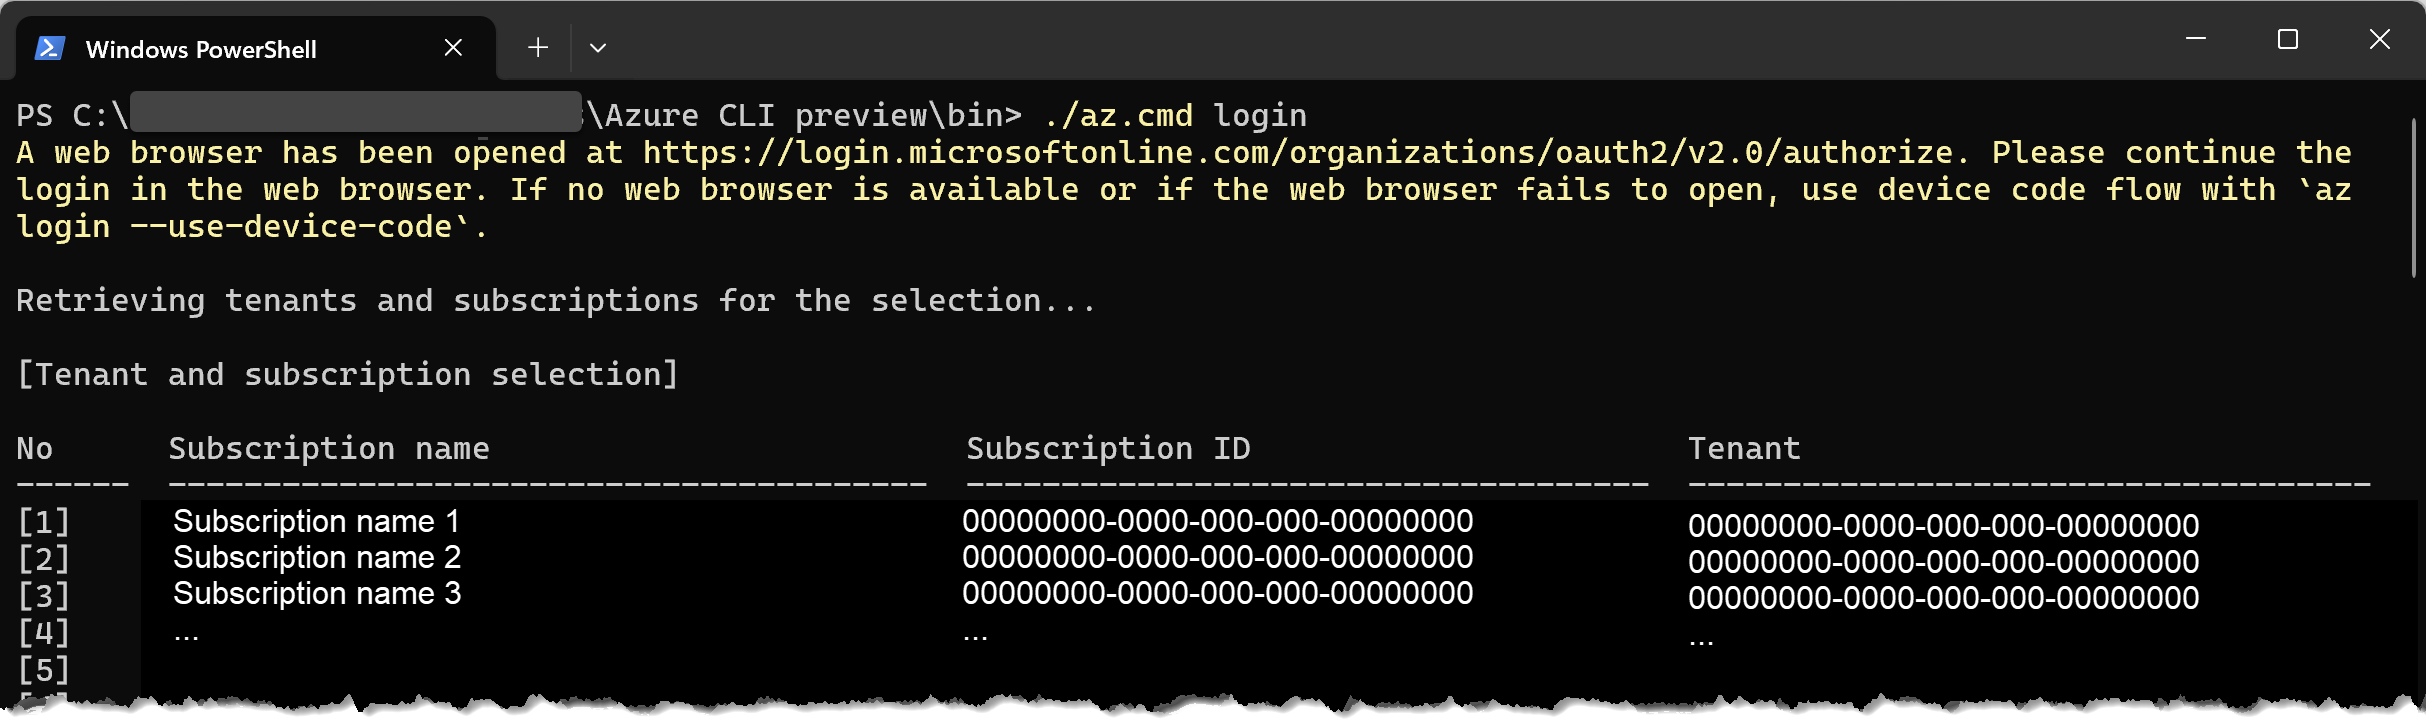 Windows PowerShell
PS C:\ \Azure CLI preview\bin> ./az.cmd login
A web browser has been opened at https://login.microsoftonline.com/organizations/oauth2/v2.0/authorize. Please continue the
login in the web browser. If no web browser is available or if the web browser fails to open, use device code flow with `az
login --use-device-code`.
Retrieving tenants and subscriptions for the selection...
[Tenant and subscription selection]
No Subscription name Subscription ID Tenant
------ ---------------------------------------- ------------------------------------ ------------------------------------
[1] Subscription name 1 00000000-0000-000-000-00000000 00000000-0000-000-000-00000000
[2] Subscription name 2 00000000-0000-000-000-00000000 00000000-0000-000-000-00000000
[3] Subscription name 3 00000000-0000-000-000-00000000 00000000-0000-000-000-00000000
[4] ... ... ...
[5]